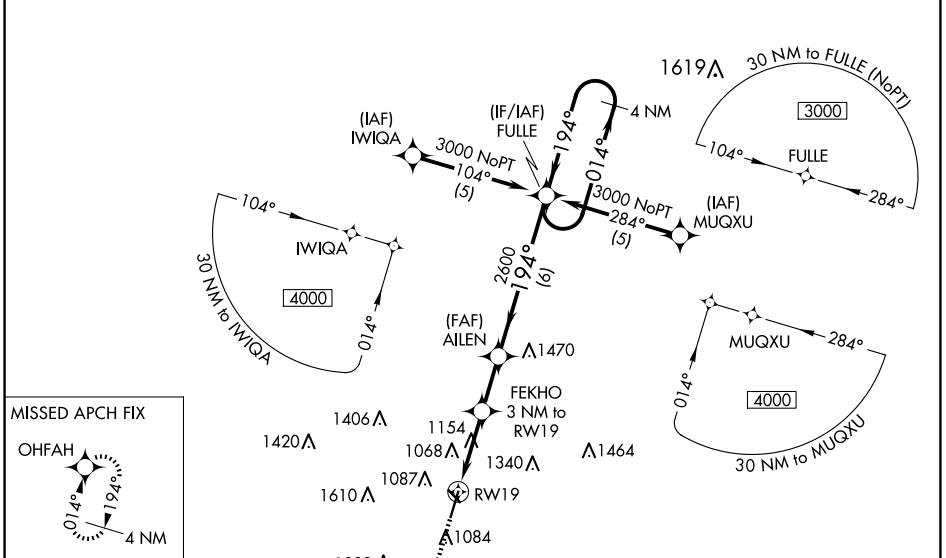 1619
30 NM to FULLE (NoPT)
3000
104°
FULLE
284°
(IAF)
IWIQA
3000 NoPT
104°
(5)
(IF/IAF)
FULLE
194°
014°
4 NM
3000 NoPT
284°
(5)
(IAF)
MUQXU
104°
IWIQA
4000
014°
30 NM to IWIQA
2600
194°
(6)
(FAF)
AILEN
1470
MUQXU
284°
014°
4000
30 NM to MUQXU
FEKHO
3 NM to
RW19
1406
1420
1154
1068
1340
1464
1087
1610
RW19
1084
MISSED APCH FIX
OHFAH
014°
194°
4 NM